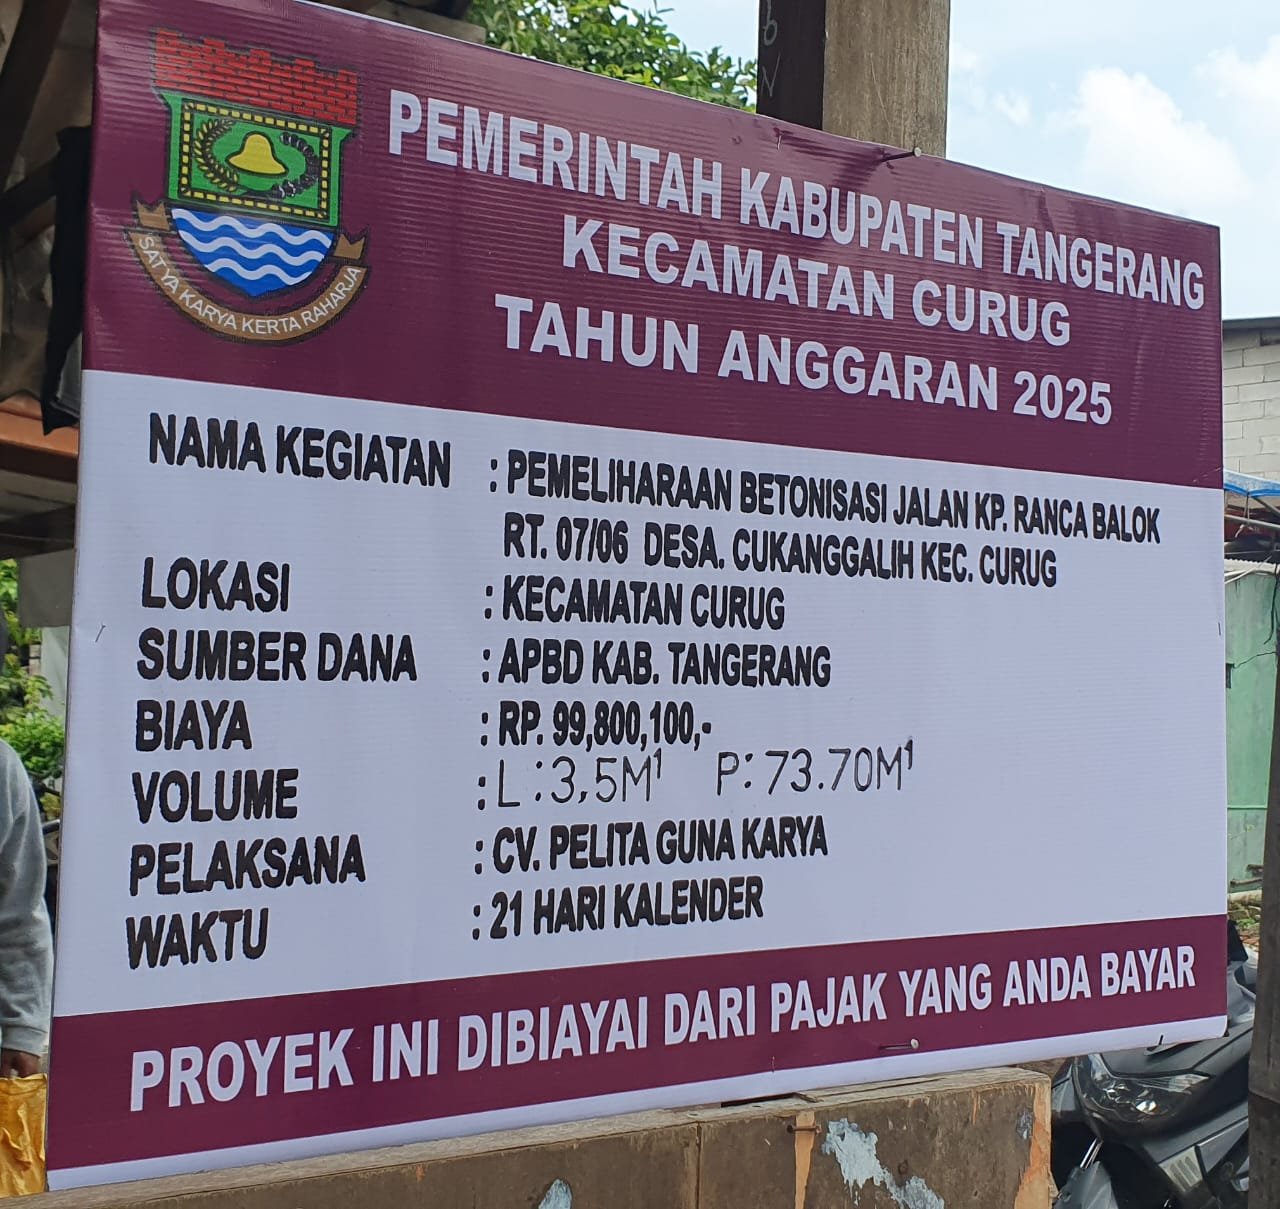 SATYA KARYA KERTA RAHARJA
PEMERINTAH KABUPATEN TANGERANG
KECAMATAN CURUG
TAHUN ANGGARAN 2025
NAMA KEGIATAN : PEMELIHARAAN BETONISASI JALAN KP. RANCA BALOK
RT. 07/06 DESA. CUKANGGALIH KEC. CURUG
LOKASI : KECAMATAN CURUG
SUMBER DANA : APBD KAB. TANGERANG
BIAYA : RP. 99,800,100,-
VOLUME : L : 3,5M¹ P: 73.70M¹
PELAKSANA : CV. PELITA GUNA KARYA
WAKTU : 21 HARI KALENDER
PROYEK INI DIBIAYAI DARI PAJAK YANG ANDA BAYAR